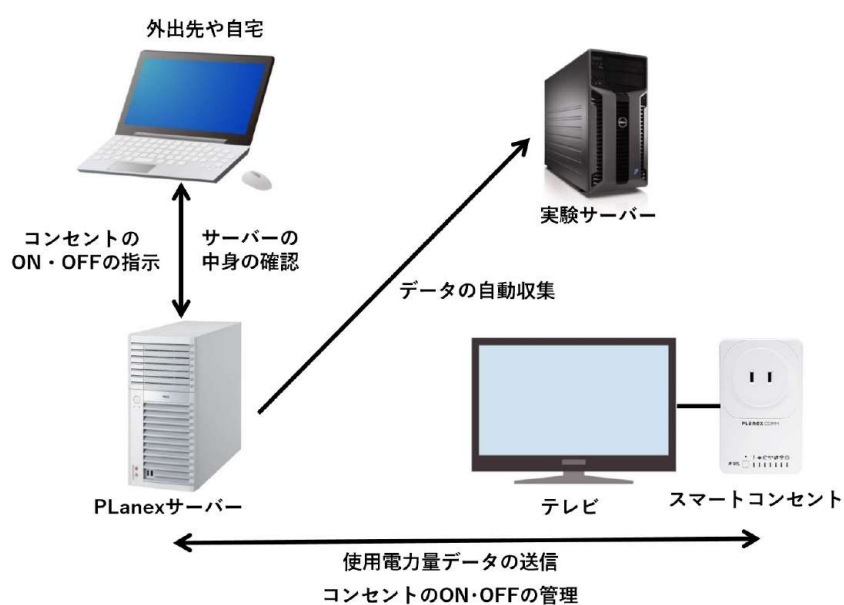 外出先や自宅
コンセントの
ON・OFFの指示
サーバーの
中身の確認
実験サーバー
データの自動収集
PLanexサーバー
テレビ
PLANEX COMM
スマートコンセント
使用電力量データの送信
コンセントのON･OFFの管理